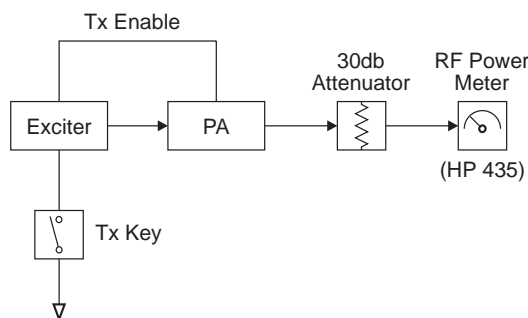 Tx Enable
30db
Attenuator
RF Power
Meter
Exciter
PA
(HP 435)
Tx Key